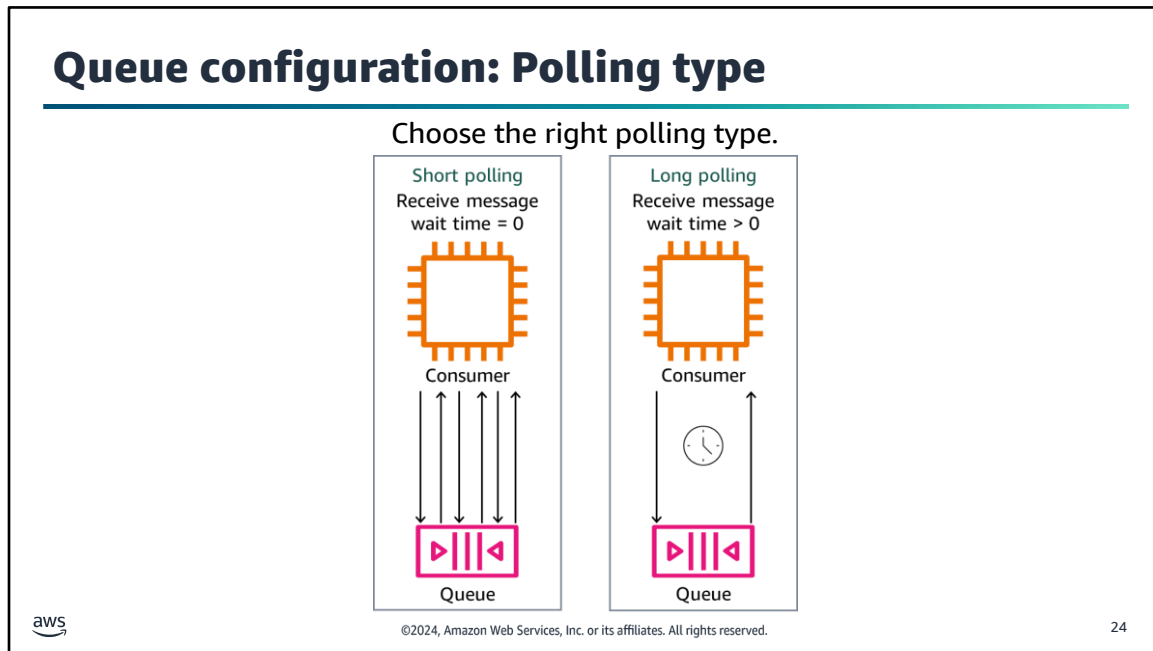 Queue configuration: Polling type
Choose the right polling type.
Short polling
Receive message
wait time = 0
Consumer
Queue
Long polling
Receive message
wait time > 0
Consumer
Queue
aws
©2024, Amazon Web Services, Inc. or its affiliates. All rights reserved.
24